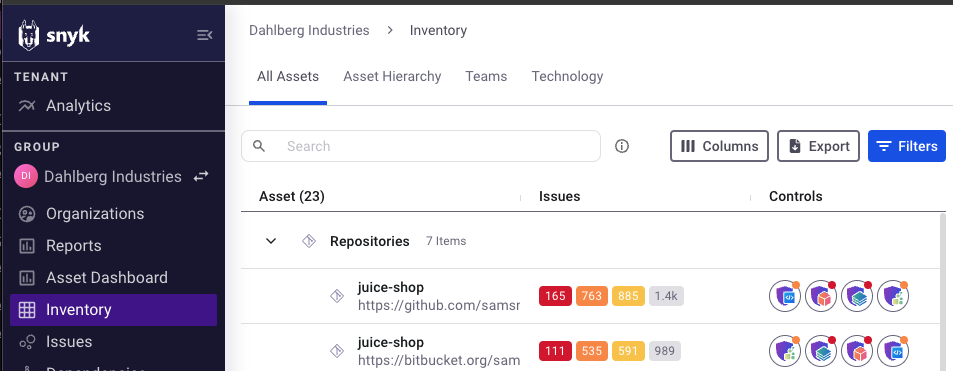 snyk
TENANT
Analytics
GROUP
DI Dahlberg Industries
Organizations
Reports
Asset Dashboard
Inventory
Issues
Dahlberg Industries > Inventory
All Assets Asset Hierarchy Teams Technology
Search
Columns Export Filters
Asset (23) Issues Controls
Repositories 7 Items
juice-shop
https://github.com/samsr
165 763 885 1.4k
juice-shop
https://bitbucket.org/sam
111 535 591 989